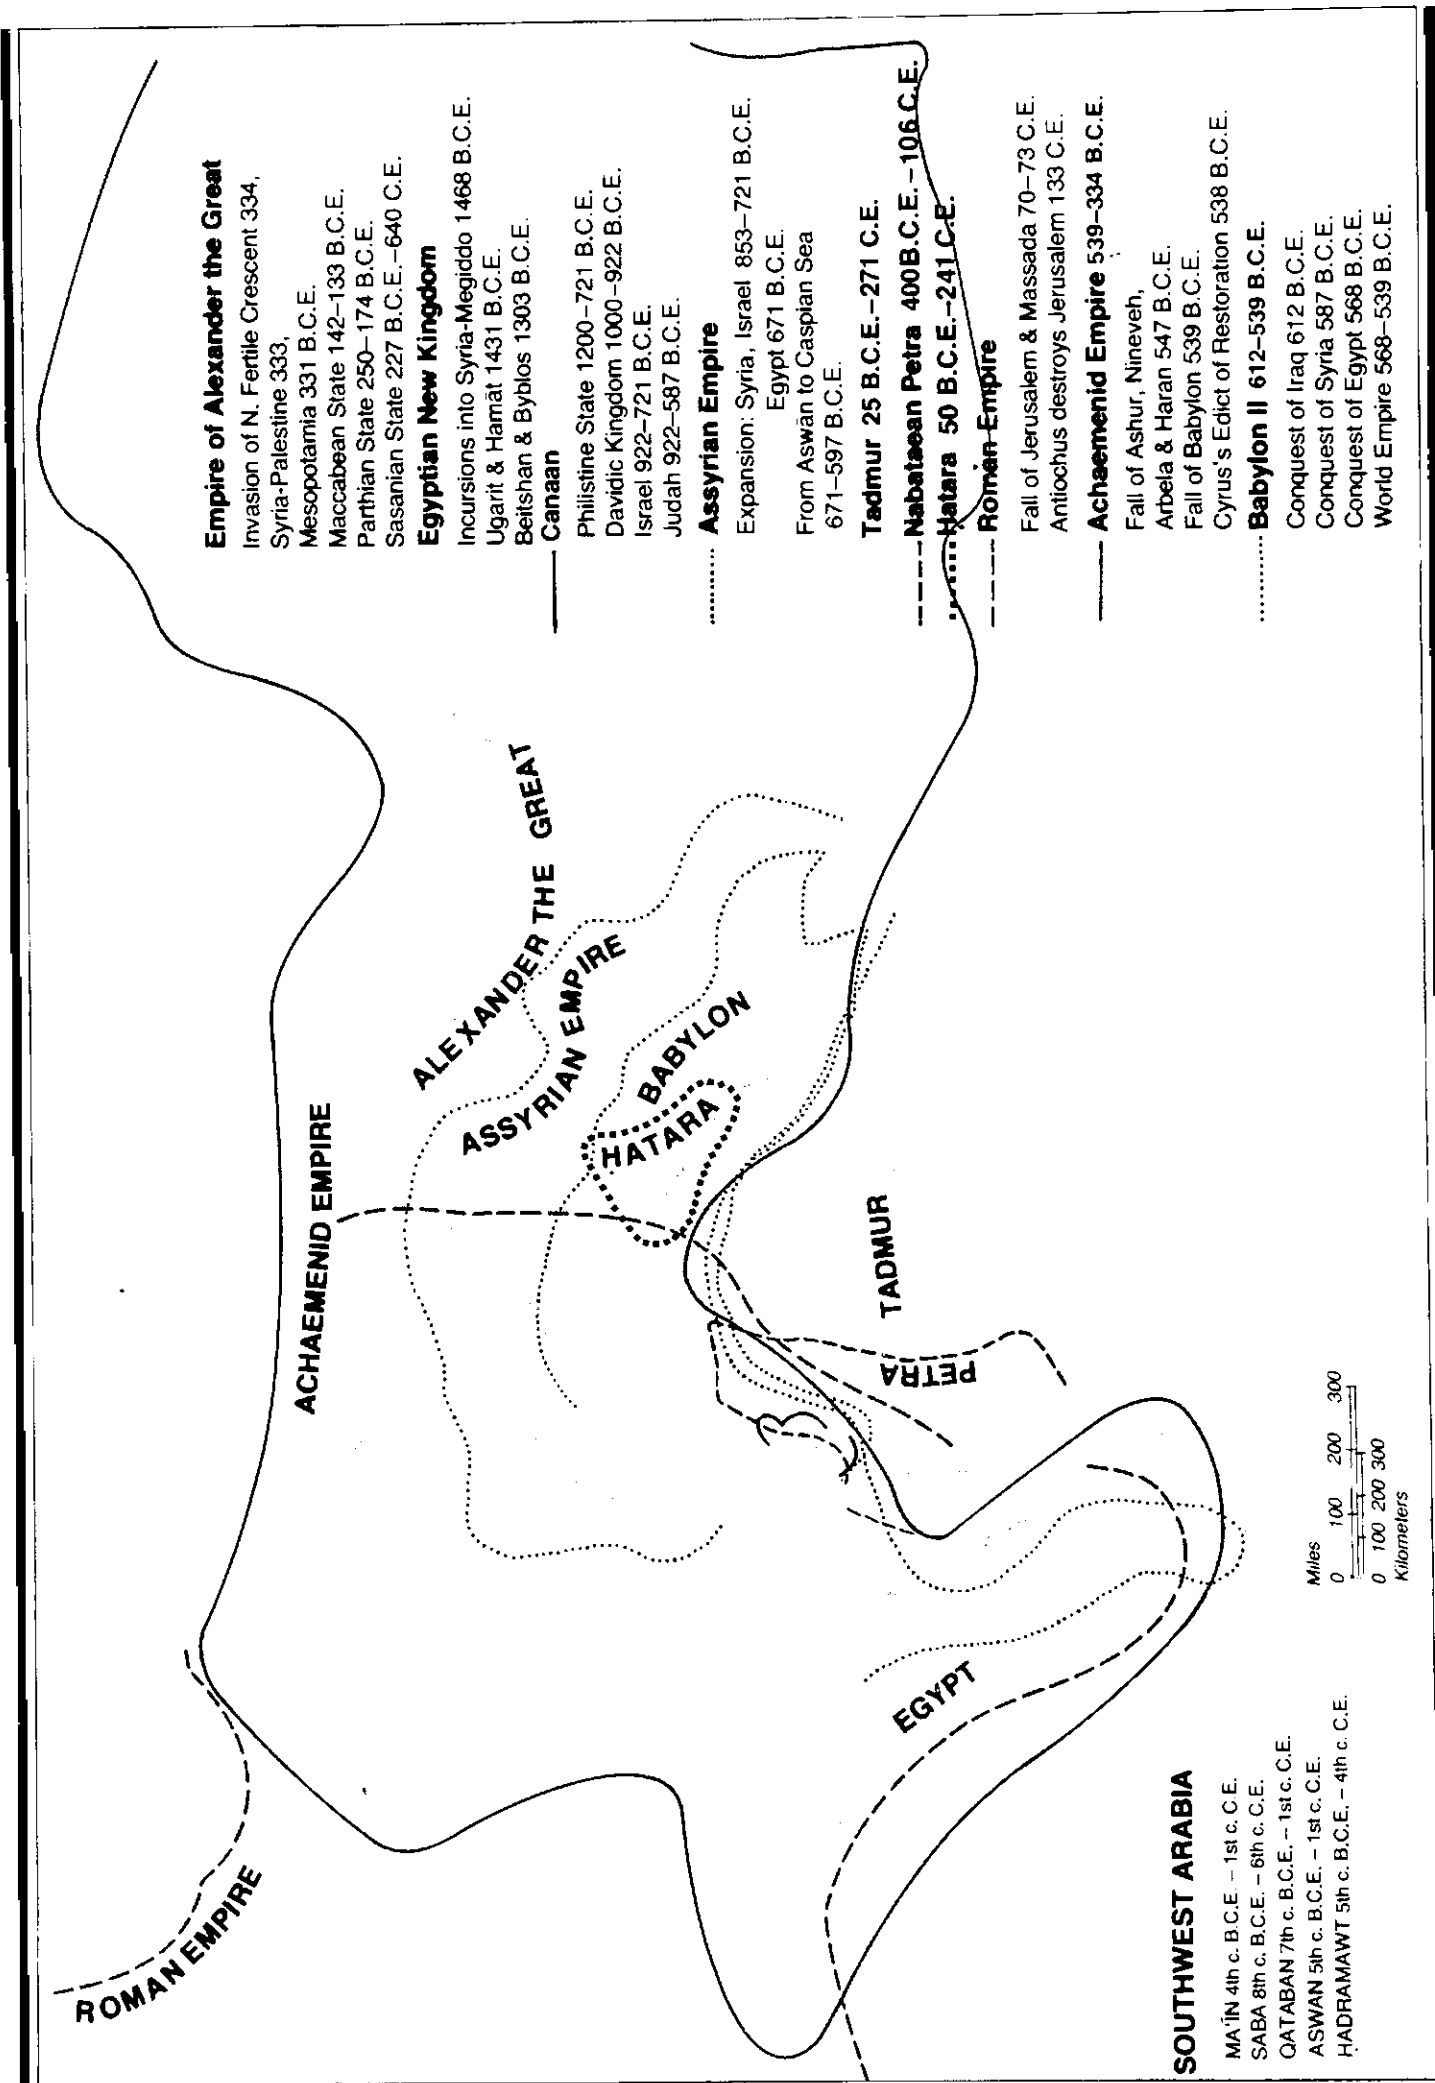 ROMAN EMPIRE
ACHAEMENID EMPIRE
ALEXANDER THE GREAT
ASSYRIAN EMPIRE
BABYLON
HATARA
TADMUR
PETRA
EGYPT
SOUTHWEST ARABIA
MA'ĪN 4th c. B.C.E. – 1st c. C.E.
SABA 8th c. B.C.E. – 6th c. C.E.
QATABAN 7th c. B.C.E. – 1st c. C.E.
ASWAN 5th c. B.C.E. – 1st c. C.E.
ḤADRAMAWT 5th c. B.C.E. – 4th c. C.E.
Miles
0 100 200 300
0 100 200 300
Kilometers
Empire of Alexander the Great
Invasion of N. Fertile Crescent 334,
Syria-Palestine 333,
Mesopotamia 331 B.C.E.
Maccabean State 142–133 B.C.E.
Parthian State 250–174 B.C.E.
Sasanian State 227 B.C.E.–640 C.E.
Egyptian New Kingdom
Incursions into Syria-Megiddo 1468 B.C.E.
Ugarit & Hamāt 1431 B.C.E.
Beitshan & Byblos 1303 B.C.E.
Canaan
Philistine State 1200–721 B.C.E.
Davidic Kingdom 1000–922 B.C.E.
Israel 922–721 B.C.E.
Judah 922–587 B.C.E.
Assyrian Empire
Expansion: Syria, Israel 853–721 B.C.E.
Egypt 671 B.C.E.
From Aswān to Caspian Sea
671–597 B.C.E.
Tadmur 25 B.C.E.–271 C.E.
Nabataean Petra 400 B.C.E.–106 C.E.
Hatara 50 B.C.E.–241 C.E.
Roman Empire
Fall of Jerusalem & Massada 70–73 C.E.
Antiochus destroys Jerusalem 133 C.E.
Achaemenid Empire 539–334 B.C.E.
Fall of Ashur, Nineveh,
Arbela & Haran 547 B.C.E.
Fall of Babylon 539 B.C.E.
Cyrus's Edict of Restoration 538 B.C.E.
Babylon II 612–539 B.C.E.
Conquest of Iraq 612 B.C.E.
Conquest of Syria 587 B.C.E.
Conquest of Egypt 568 B.C.E.
World Empire 568–539 B.C.E.